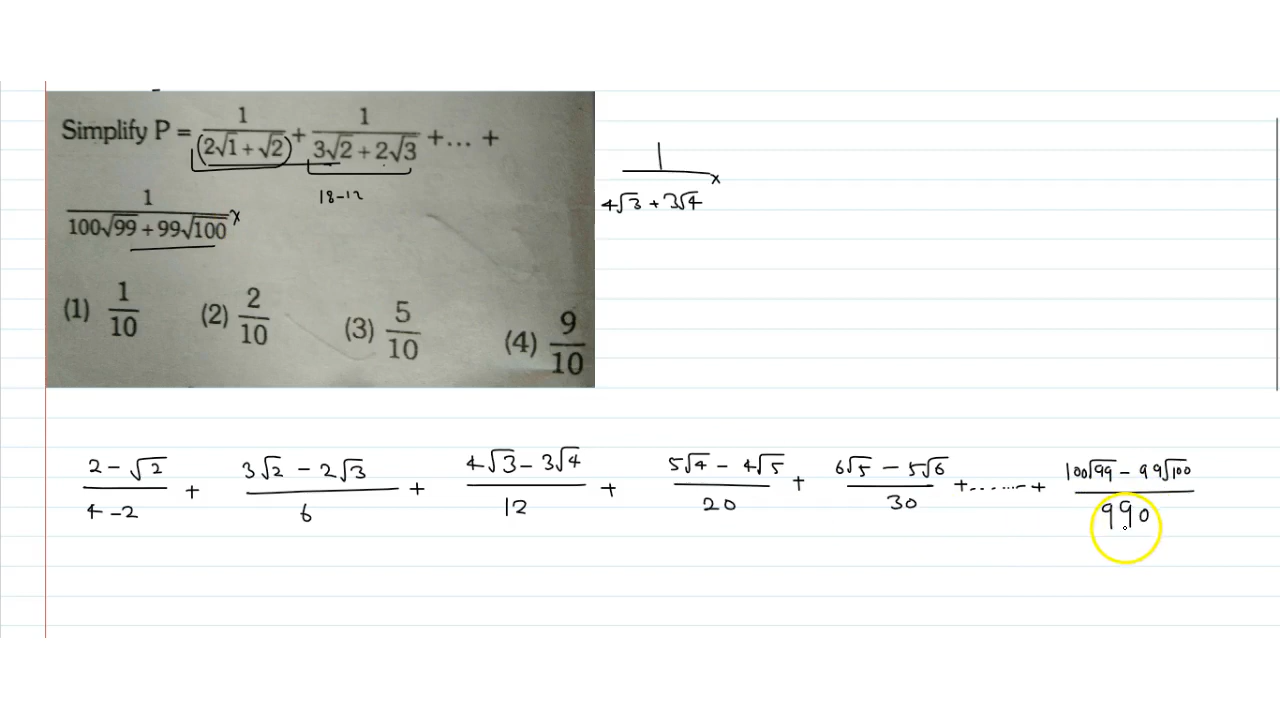 Simplify P = 1/(2√1 + √2) + 1/(3√2 + 2√3) + ... +
18-12
1/(4√3 + 3√4) ×
1/(100√99 + 99√100) ×
(1) 1/10 (2) 2/10 (3) 5/10 (4) 9/10
(2 - √2)/(4 - 2) + (3√2 - 2√3)/6 + (4√3 - 3√4)/12 + (5√4 - 4√5)/20 + (6√5 - 5√6)/30 + ........ + (100√99 - 99√100)/990